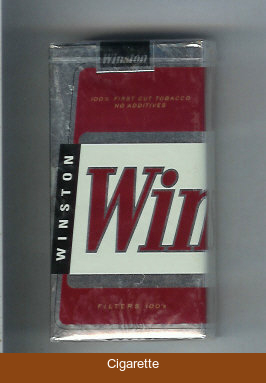 Winston
100% FIRST CUT TOBACCO
NO ADDITIVES
WINSTON
Win
FILTERS 100's
Cigarette